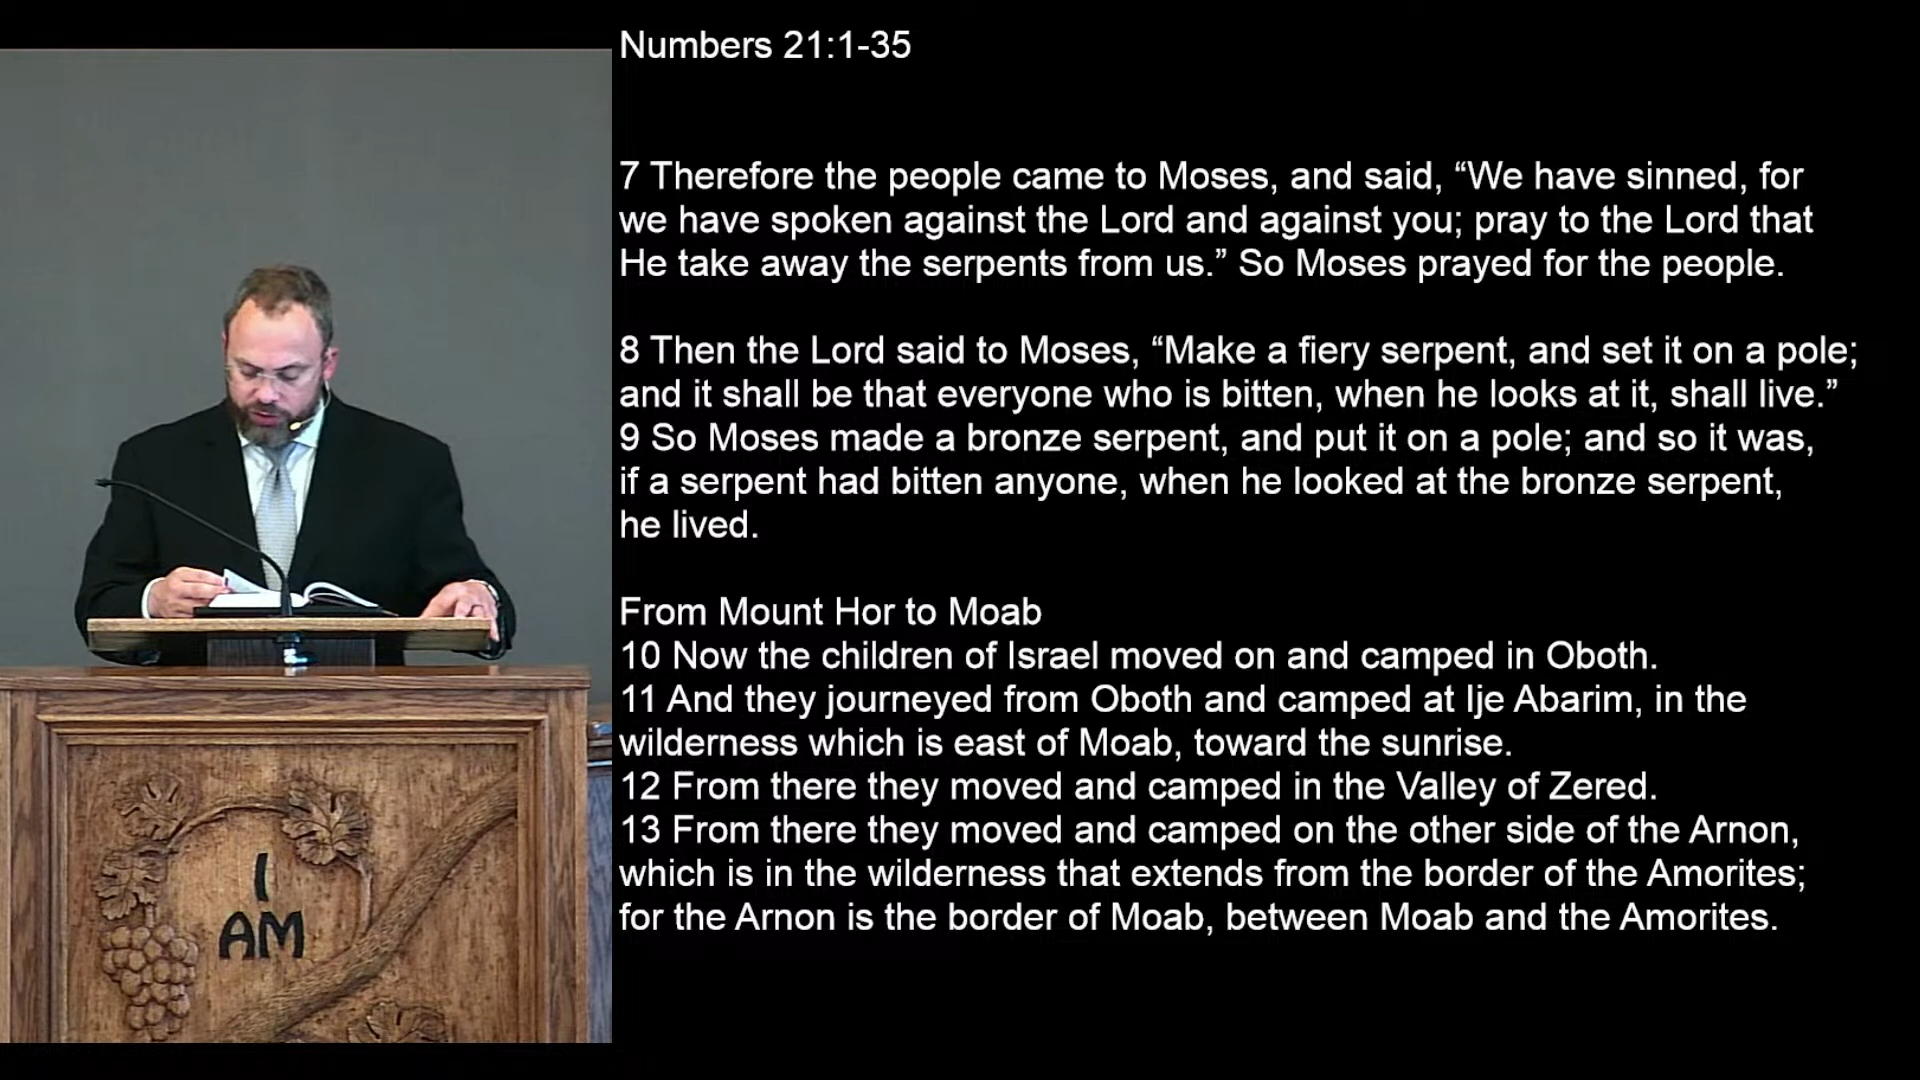 Numbers 21:1-35
7 Therefore the people came to Moses, and said, “We have sinned, for
we have spoken against the Lord and against you; pray to the Lord that
He take away the serpents from us.” So Moses prayed for the people.
8 Then the Lord said to Moses, “Make a fiery serpent, and set it on a pole;
and it shall be that everyone who is bitten, when he looks at it, shall live.”
9 So Moses made a bronze serpent, and put it on a pole; and so it was,
if a serpent had bitten anyone, when he looked at the bronze serpent,
he lived.
From Mount Hor to Moab
10 Now the children of Israel moved on and camped in Oboth.
11 And they journeyed from Oboth and camped at Ije Abarim, in the
wilderness which is east of Moab, toward the sunrise.
12 From there they moved and camped in the Valley of Zered.
13 From there they moved and camped on the other side of the Arnon,
which is in the wilderness that extends from the border of the Amorites;
for the Arnon is the border of Moab, between Moab and the Amorites.
I
AM